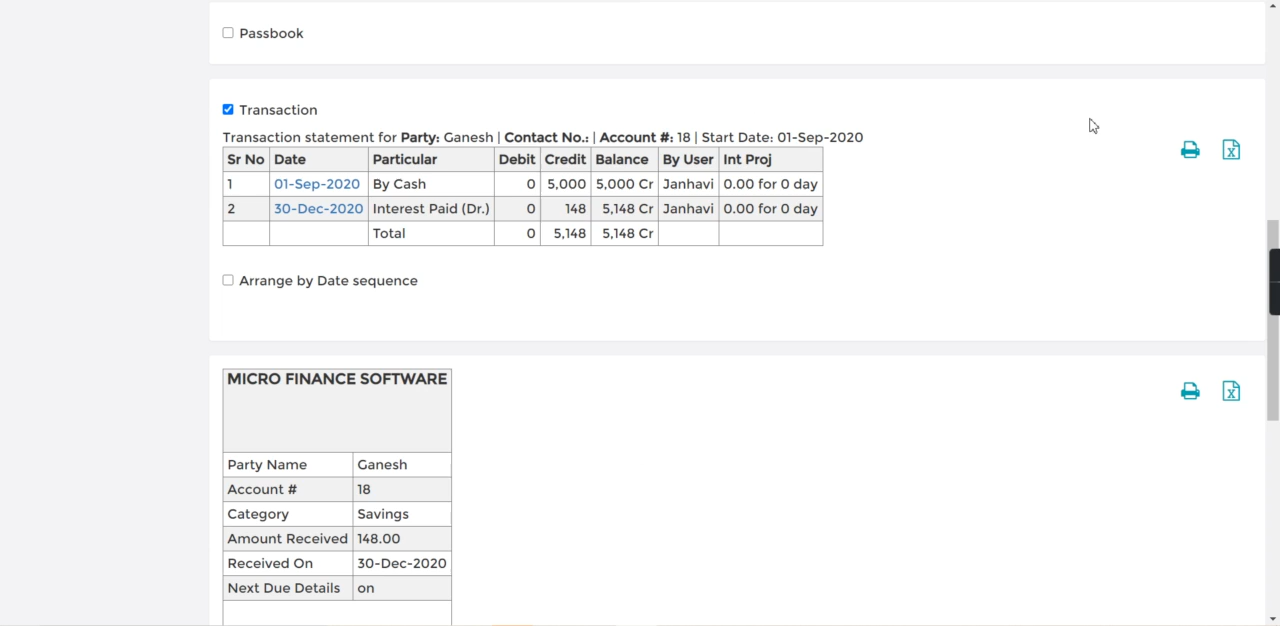 Passbook
Transaction
Transaction statement for Party: Ganesh | Contact No.: | Account #: 18 | Start Date: 01-Sep-2020
Sr No Date Particular Debit Credit Balance By User Int Proj
1 01-Sep-2020 By Cash 0 5,000 5,000 Cr Janhavi 0.00 for 0 day
2 30-Dec-2020 Interest Paid (Dr.) 0 148 5,148 Cr Janhavi 0.00 for 0 day
Total 0 5,148 5,148 Cr
Arrange by Date sequence
MICRO FINANCE SOFTWARE
Party Name Ganesh
Account # 18
Category Savings
Amount Received 148.00
Received On 30-Dec-2020
Next Due Details on